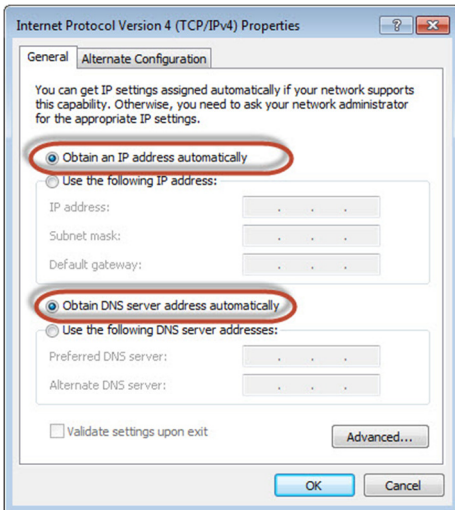 Internet Protocol Version 4 (TCP/IPv4) Properties
General
Alternate Configuration
You can get IP settings assigned automatically if your network supports
this capability. Otherwise, you need to ask your network administrator
for the appropriate IP settings.
Obtain an IP address automatically
Use the following IP address:
IP address:
Subnet mask:
Default gateway:
Obtain DNS server address automatically
Use the following DNS server addresses:
Preferred DNS server:
Alternate DNS server:
Validate settings upon exit
Advanced...
OK
Cancel